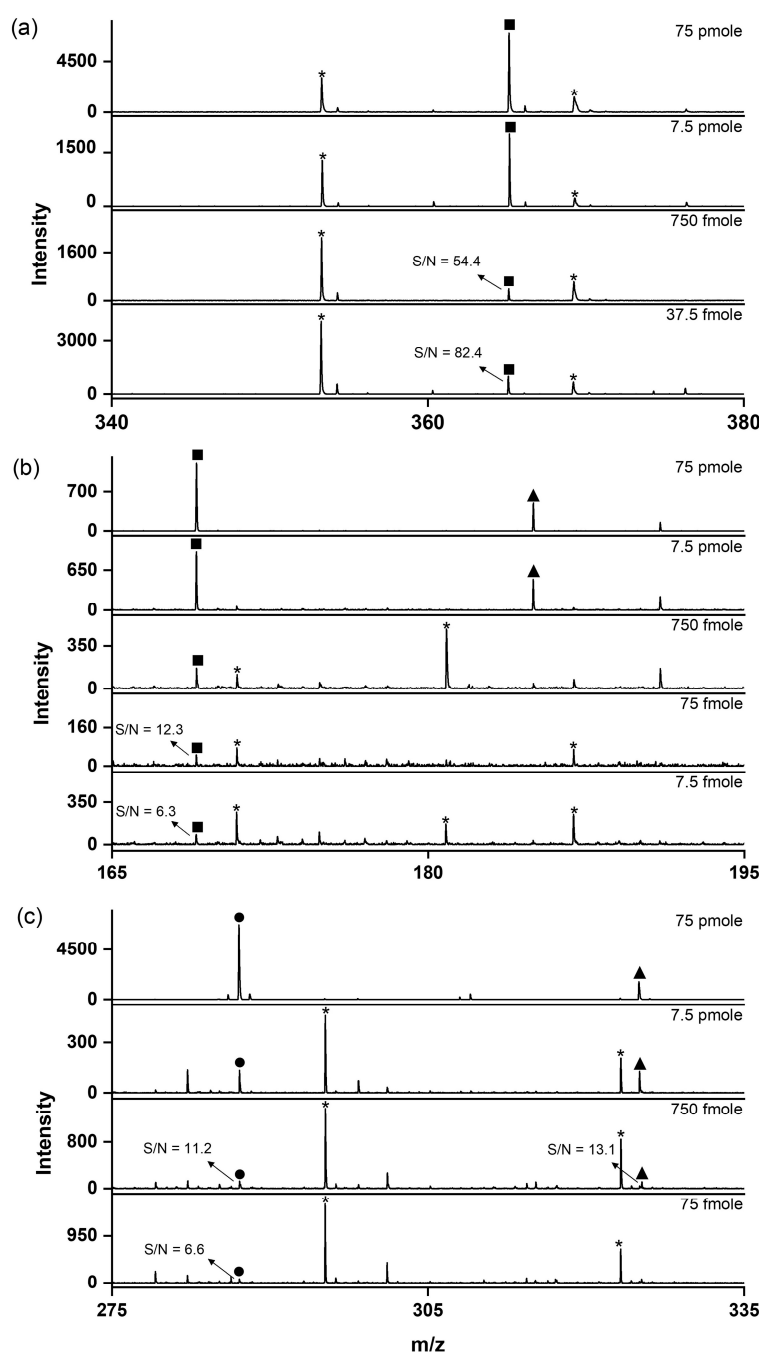 (a)
75 pmole
4500
0
7.5 pmole
1500
0
750 fmole
1600
S/N = 54.4
0
37.5 fmole
3000
S/N = 82.4
0
Intensity
340 360 380
(b)
75 pmole
700
0
7.5 pmole
650
0
750 fmole
350
0
75 fmole
160
S/N = 12.3
0
7.5 fmole
350
S/N = 6.3
0
Intensity
165 180 195
(c)
75 pmole
4500
0
7.5 pmole
300
0
750 fmole
800
S/N = 11.2 S/N = 13.1
0
75 fmole
950
S/N = 6.6
0
Intensity
275 305 335
m/z